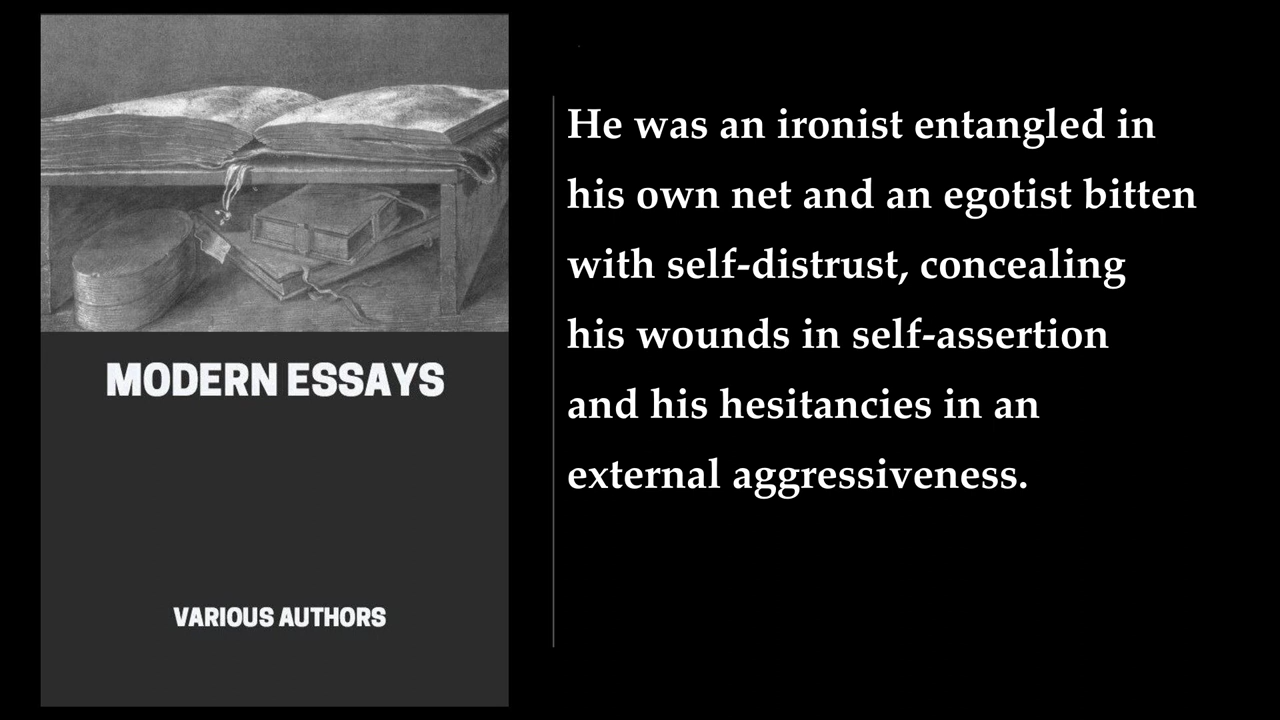 MODERN ESSAYS
VARIOUS AUTHORS
He was an ironist entangled in
his own net and an egotist bitten
with self-distrust, concealing
his wounds in self-assertion
and his hesitancies in an
external aggressiveness.